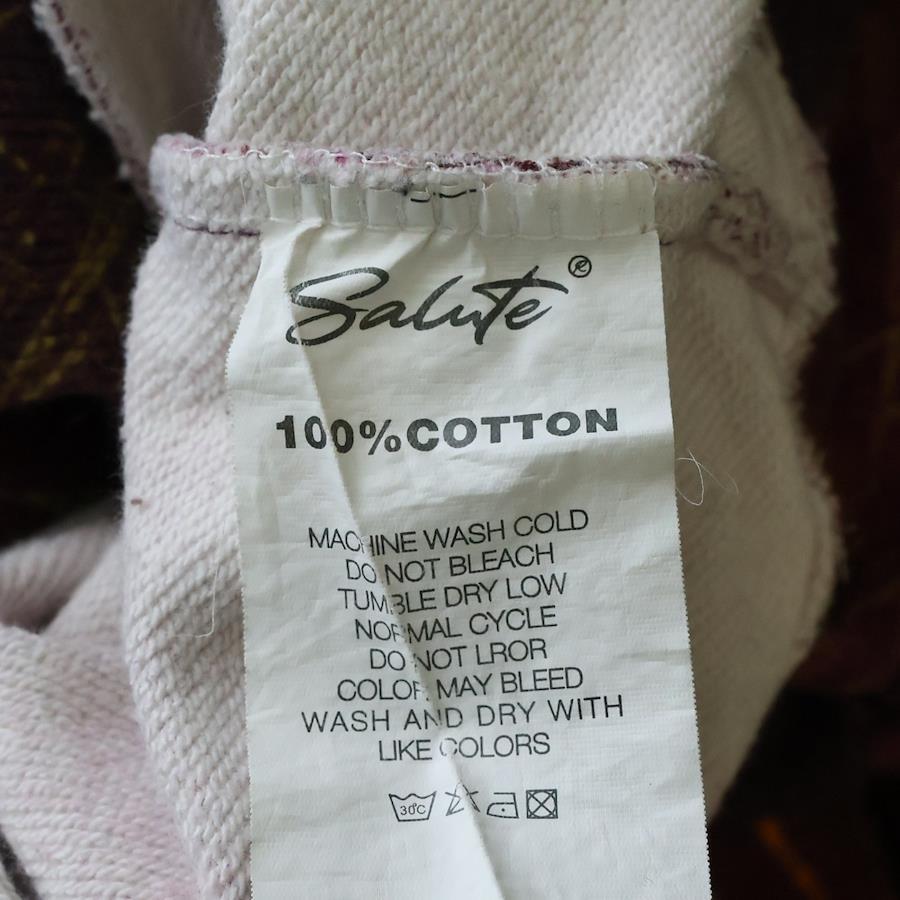 Salute ®
100%COTTON
MACHINE WASH COLD
DO NOT BLEACH
TUMBLE DRY LOW
NORMAL CYCLE
DO NOT LROR
COLOR MAY BLEED
WASH AND DRY WITH
LIKE COLORS
30°C